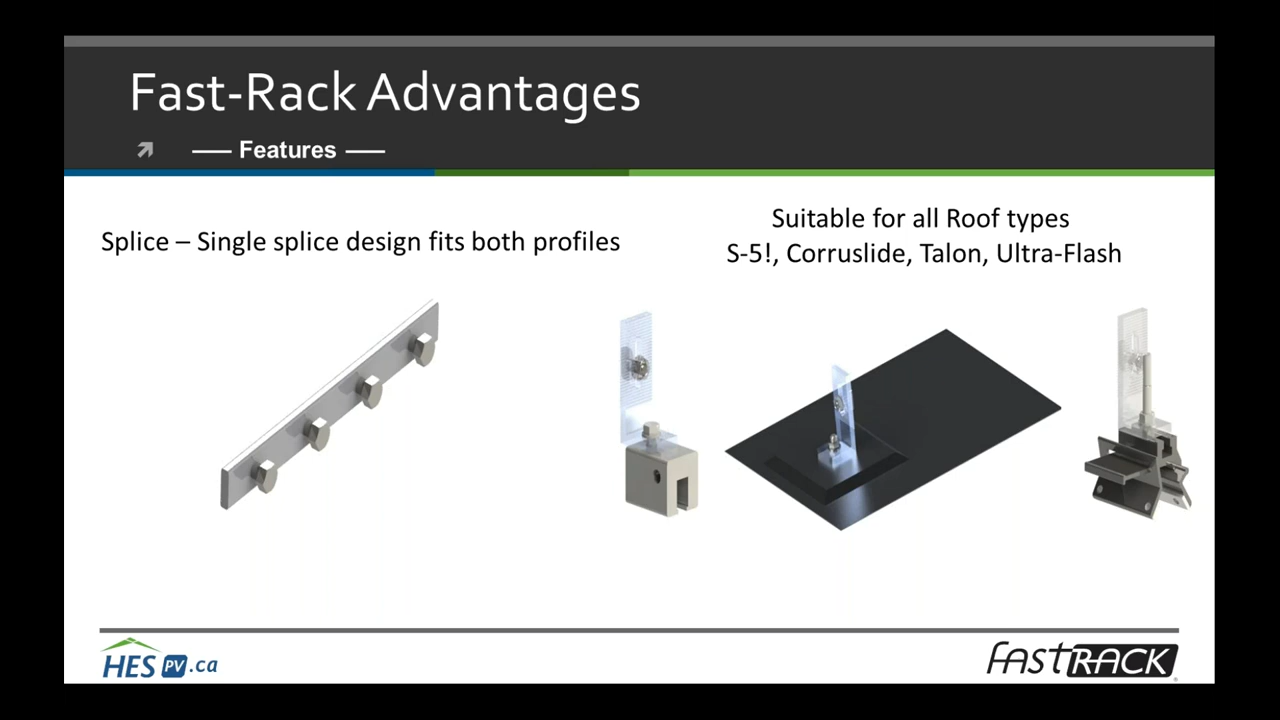 Fast-Rack Advantages
— Features —
Splice – Single splice design fits both profiles
Suitable for all Roof types
S-5!, Corruslide, Talon, Ultra-Flash
HES PV.ca
FASTRACK